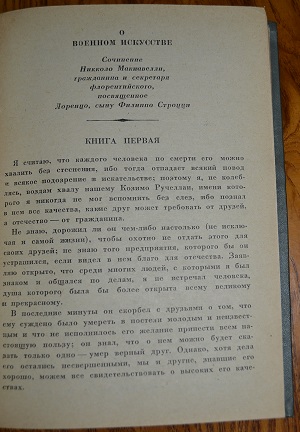 О
ВОЕННОМ ИСКУССТВЕ
Сочинение
Никколо Макиавелли,
гражданина и секретаря
флорентийского,
посвященное
Лоренцо, сыну Филиппо Строцци
КНИГА ПЕРВАЯ
Я считаю, что каждого человека по смерти его можно
хвалить без стеснения, ибо тогда отпадает всякий повод
и всякое подозрение в искательстве; поэтому я, не колеб-
лясь, воздам хвалу нашему Козимо Ручеллаи, имени кото-
рого я никогда не мог вспомнить без слез, ибо познал
в нем все качества, какие друг может требовать от друзей,
а отечество — от гражданина.
Не знаю, дорожил ли он чем-нибудь настолько (не исклю-
чая и самой жизни), чтобы охотно не отдать этого для
своих друзей; не знаю того предприятия, которого бы он
устрашился, если видел в нем благо для отечества. Заяв-
ляю открыто, что среди многих людей, с которыми я был
знаком и общался по делам, я не встречал человека,
душа которого была бы более открыта всему великому
и прекрасному.
В последние минуты он скорбел с друзьями о том, что
ему суждено было умереть в постели молодым и неизвест-
ным и что не исполнилось его желание принести всем на-
стоящую пользу; он знал, что о нем можно будет ска-
зать только одно — умер верный друг. Однако, хотя дела
его остались несвершенными, мы и другие, знавшие его
хорошо, можем все свидетельствовать о высоких его каче-
ствах.